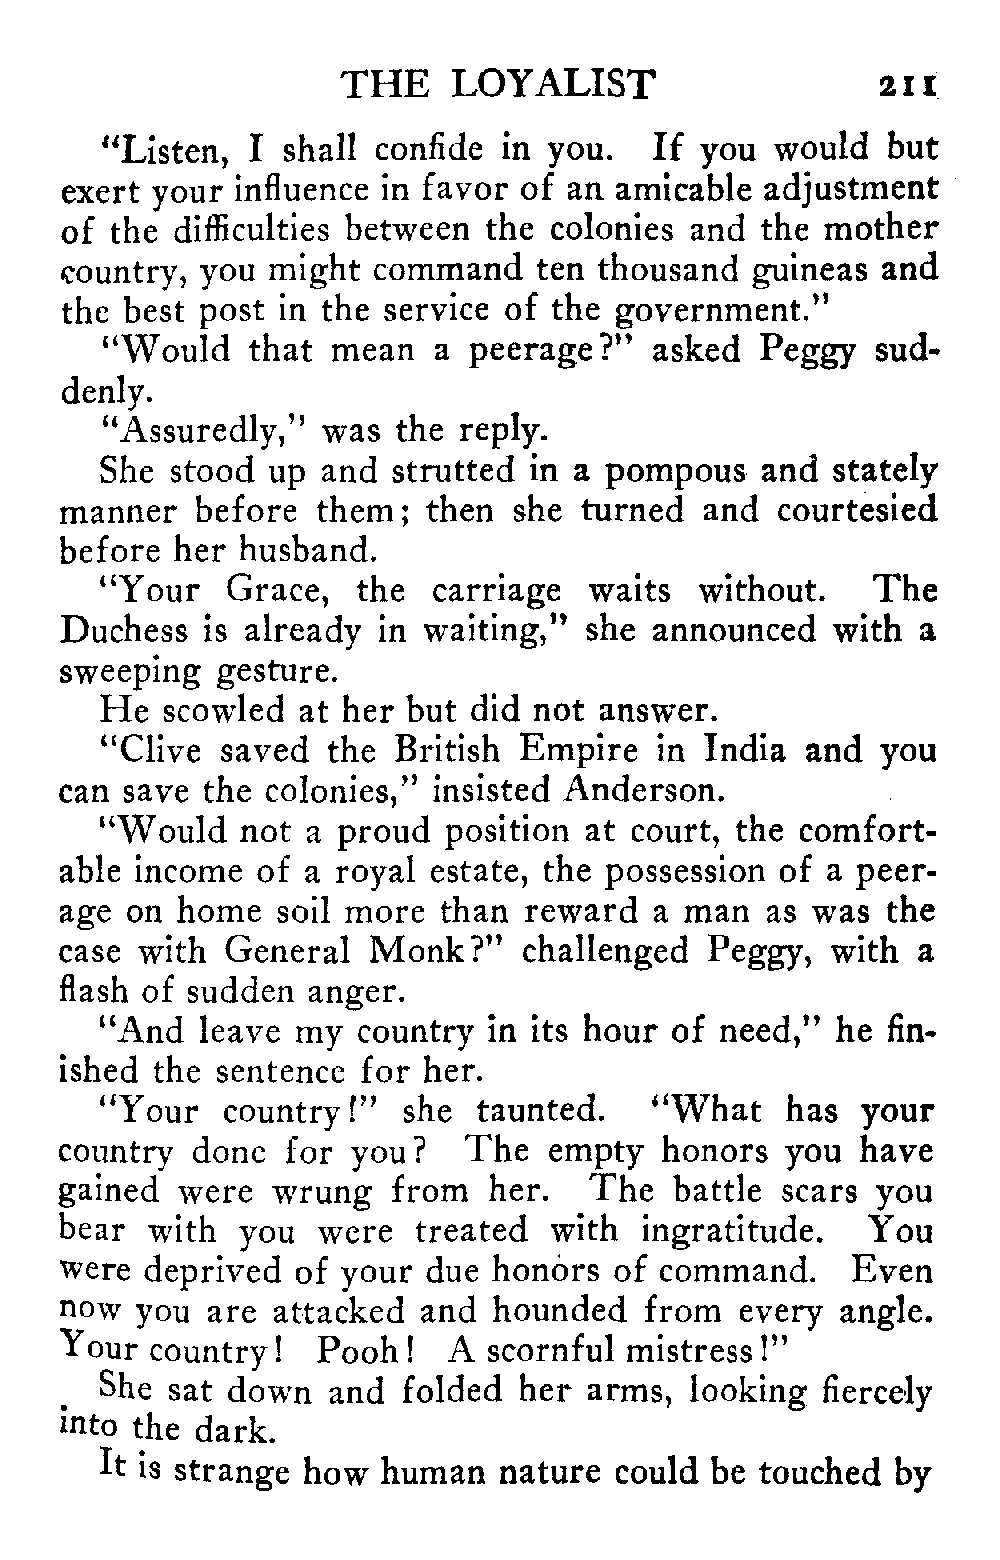 THE LOYALIST 211
“Listen, I shall confide in you. If you would but
exert your influence in favor of an amicable adjustment
of the difficulties between the colonies and the mother
country, you might command ten thousand guineas and
the best post in the service of the government.”
“Would that mean a peerage?” asked Peggy sud-
denly.
“Assuredly,” was the reply.
She stood up and strutted in a pompous and stately
manner before them; then she turned and courtesied
before her husband.
“Your Grace, the carriage waits without. The
Duchess is already in waiting,” she announced with a
sweeping gesture.
He scowled at her but did not answer.
“Clive saved the British Empire in India and you
can save the colonies,” insisted Anderson.
“Would not a proud position at court, the comfort-
able income of a royal estate, the possession of a peer-
age on home soil more than reward a man as was the
case with General Monk?” challenged Peggy, with a
flash of sudden anger.
“And leave my country in its hour of need,” he fin-
ished the sentence for her.
“Your country!” she taunted. “What has your
country done for you? The empty honors you have
gained were wrung from her. The battle scars you
bear with you were treated with ingratitude. You
were deprived of your due honors of command. Even
now you are attacked and hounded from every angle.
Your country! Pooh! A scornful mistress!”
She sat down and folded her arms, looking fiercely
into the dark.
It is strange how human nature could be touched by